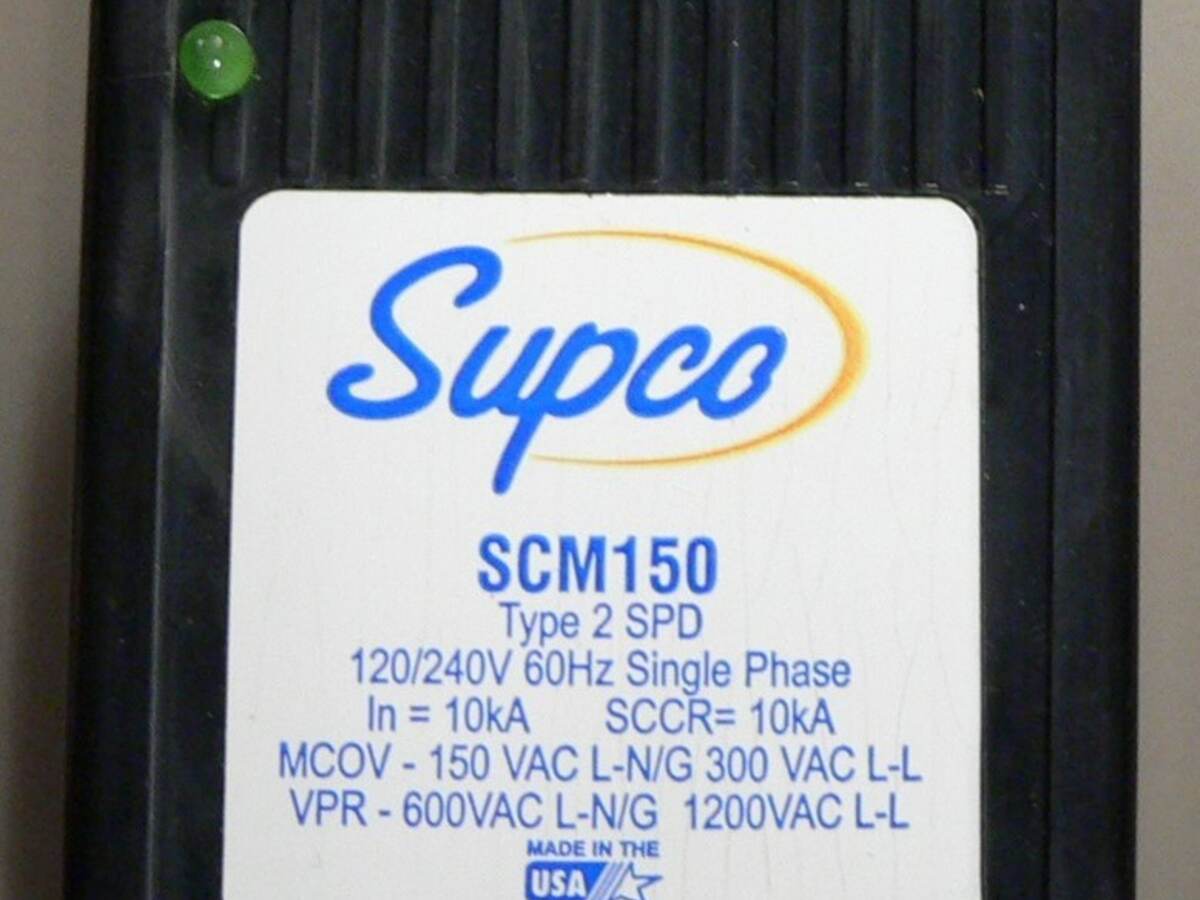 Supco
SCM150
Type 2 SPD
120/240V 60Hz Single Phase
In = 10kA SCCR= 10kA
MCOV - 150 VAC L-N/G 300 VAC L-L
VPR - 600VAC L-N/G 1200VAC L-L
MADE IN THE
USA